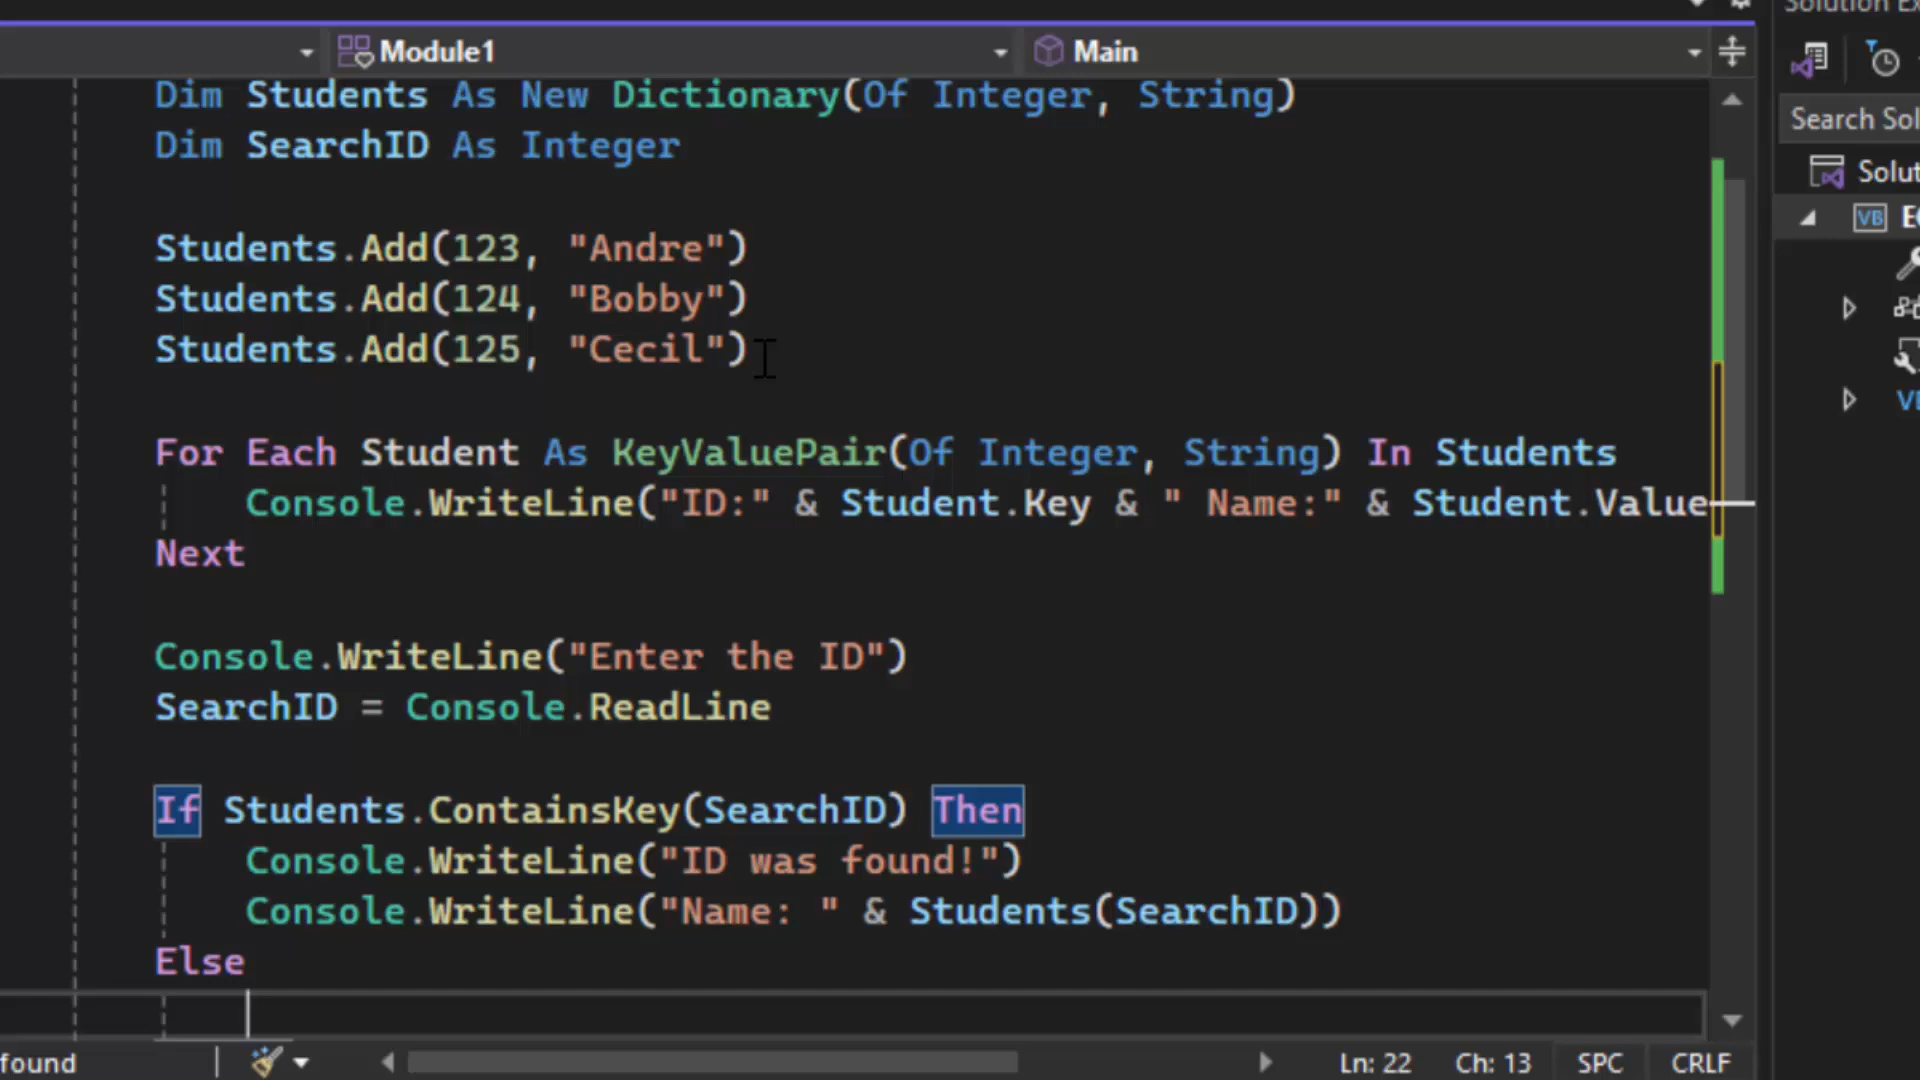 Solution Ex
Module1 Main
Dim Students As New Dictionary(Of Integer, String)
Dim SearchID As Integer
Search Sol
Solut
VB E
Students.Add(123, "Andre")
Students.Add(124, "Bobby")
Students.Add(125, "Cecil")
For Each Student As KeyValuePair(Of Integer, String) In Students
Console.WriteLine("ID:" & Student.Key & " Name:" & Student.Value
Next
Console.WriteLine("Enter the ID")
SearchID = Console.ReadLine
If Students.ContainsKey(SearchID) Then
Console.WriteLine("ID was found!")
Console.WriteLine("Name: " & Students(SearchID))
Else
found Ln: 22 Ch: 13 SPC CRLF